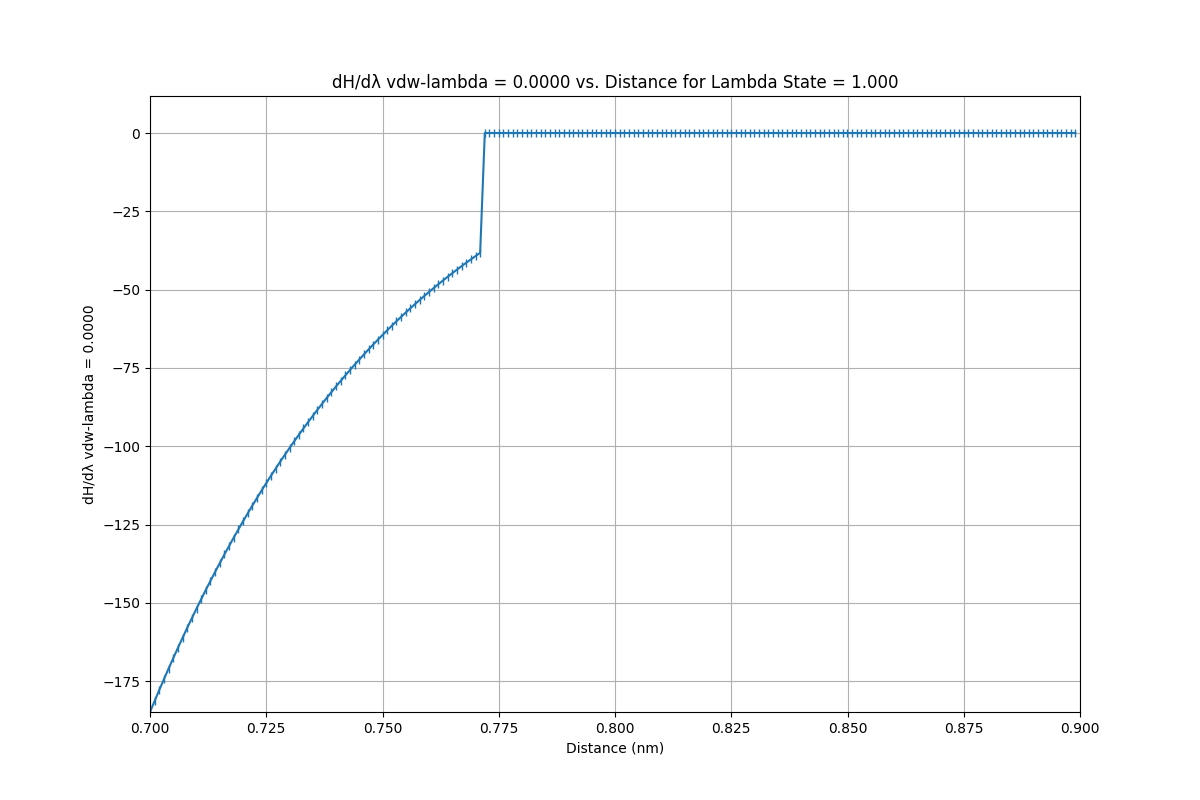 dH/dλ vdw-lambda = 0.0000 vs. Distance for Lambda State = 1.000
dH/dλ vdw-lambda = 0.0000
0
−25
−50
−75
−100
−125
−150
−175
0.700 0.725 0.750 0.775 0.800 0.825 0.850 0.875 0.900
Distance (nm)